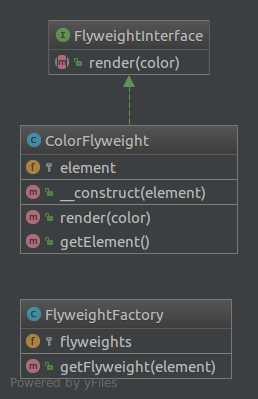 FlyweightInterface
render(color)
ColorFlyweight
element
__construct(element)
render(color)
getElement()
FlyweightFactory
flyweights
getFlyweight(element)
Powered by yFiles